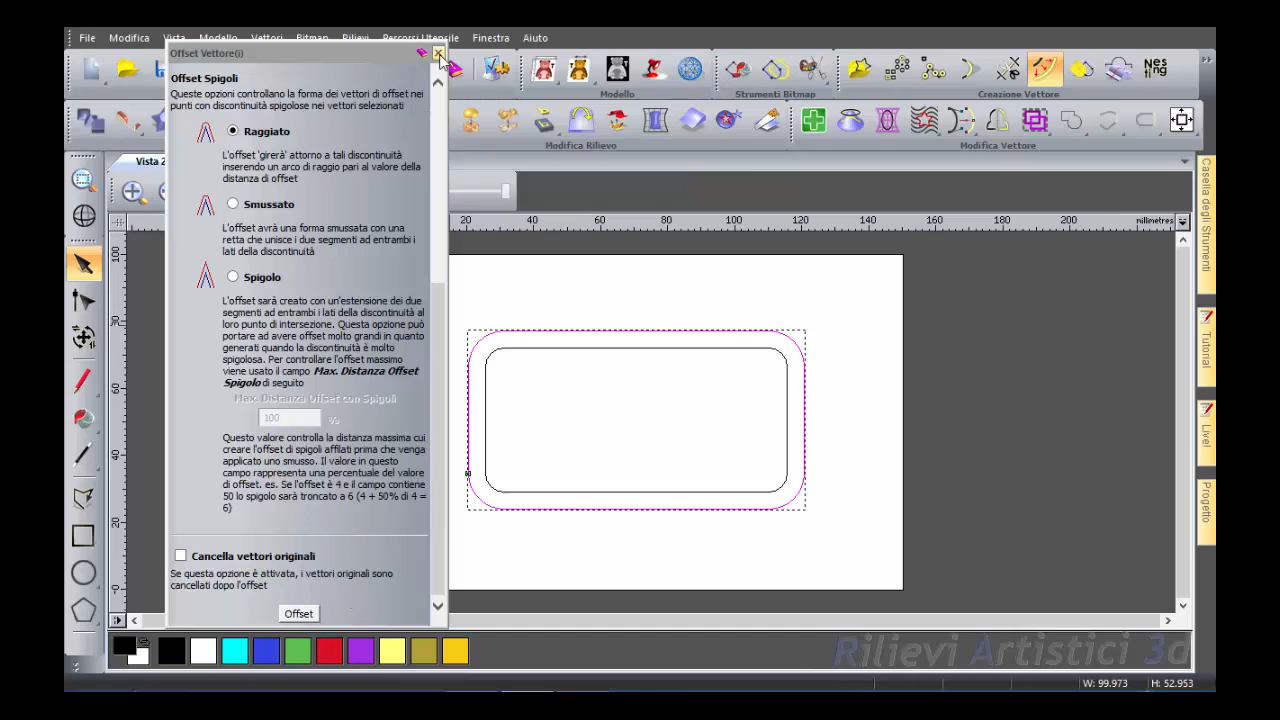 File Modifica Vista Vettori Bitmap Rilievi Percorsi Utensile Finestra Aiuto
Offset Vettore(i)
Modello Strumenti Bitmap Creazione Vettore
Nes
ing
Modifica Rilievo Modifica Vettore
Offset Spigoli
Queste opzioni controllano la forma dei vettori di offset nei
punti con discontinuità spigolose nei vettori selezionati
Raggiato
L'offset 'girerà' attorno a tali discontinuità
inserendo un arco di raggio pari al valore della
distanza di offset
Smussato
L'offset avrà una forma smussata con una
retta che unisce i due segmenti ad entrambi i
lati della discontinuità
Spigolo
L'offset sarà creato con un'estensione dei due
segmenti ad entrambi i lati della discontinuità al
loro punto di intersezione. Questa opzione può
portare ad avere offset molto grandi in quanto
generati quando la discontinuità è molto
spigolosa. Per controllare l'offset massimo
viene usato il campo Max. Distanza Offset
Spigolo di seguito
Max. Distanza Offset con Spigoli
100 %
Questo valore controlla la distanza massima cui
creare l'offset di spigoli affilati prima che venga
applicato uno smusso. Il valore in questo
campo rappresenta una percentuale del valore
di offset. es. Se l'offset è 4 e il campo contiene
50 lo spigolo sarà troncato a 6 (4 + 50% di 4 =
6)
Cancella vettori originali
Se questa opzione è attivata, i vettori originali sono
cancellati dopo l'offset
Offset
Vista 2
20 40 60 80 100 120 140 160 180 200 millimetres
100
80
60
40
20
0
Casella degli Strumenti
Tutorial
Livel
Progetto
Rilievi Artistici 3d
W: 99.973 H: 52.953